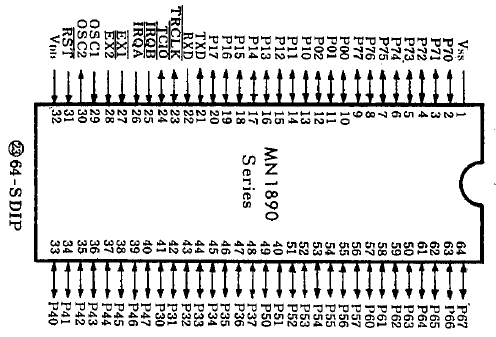 Vss 1 64 P67
P70 2 63 P66
P71 3 62 P65
P72 4 61 P64
P73 5 50 P63
P74 6 59 P62
P75 7 58 P61
P76 8 57 P60
P77 9 56 P57
P00 10 55 P56
P01 11 54 P55
P02 12 53 P54
P10 13 52 P53
P11 14 51 P52
P12 15 40 P51
P13 16 49 P50
P14 17 48 P37
P15 18 47 P36
P16 19 46 P35
P17 20 45 P34
TXD 21 44 P33
RXD 22 43 P32
TRCLK 23 42 P31
TCIO 24 41 P30
IRQB 25 40 P47
IRQA 26 39 P46
EX1 27 38 P45
EX2 28 37 P44
OSC1 29 36 P43
OSC2 30 35 P42
RST 31 34 P41
VDD 32 33 P40
MN1890
Series
㉓64-SDIP